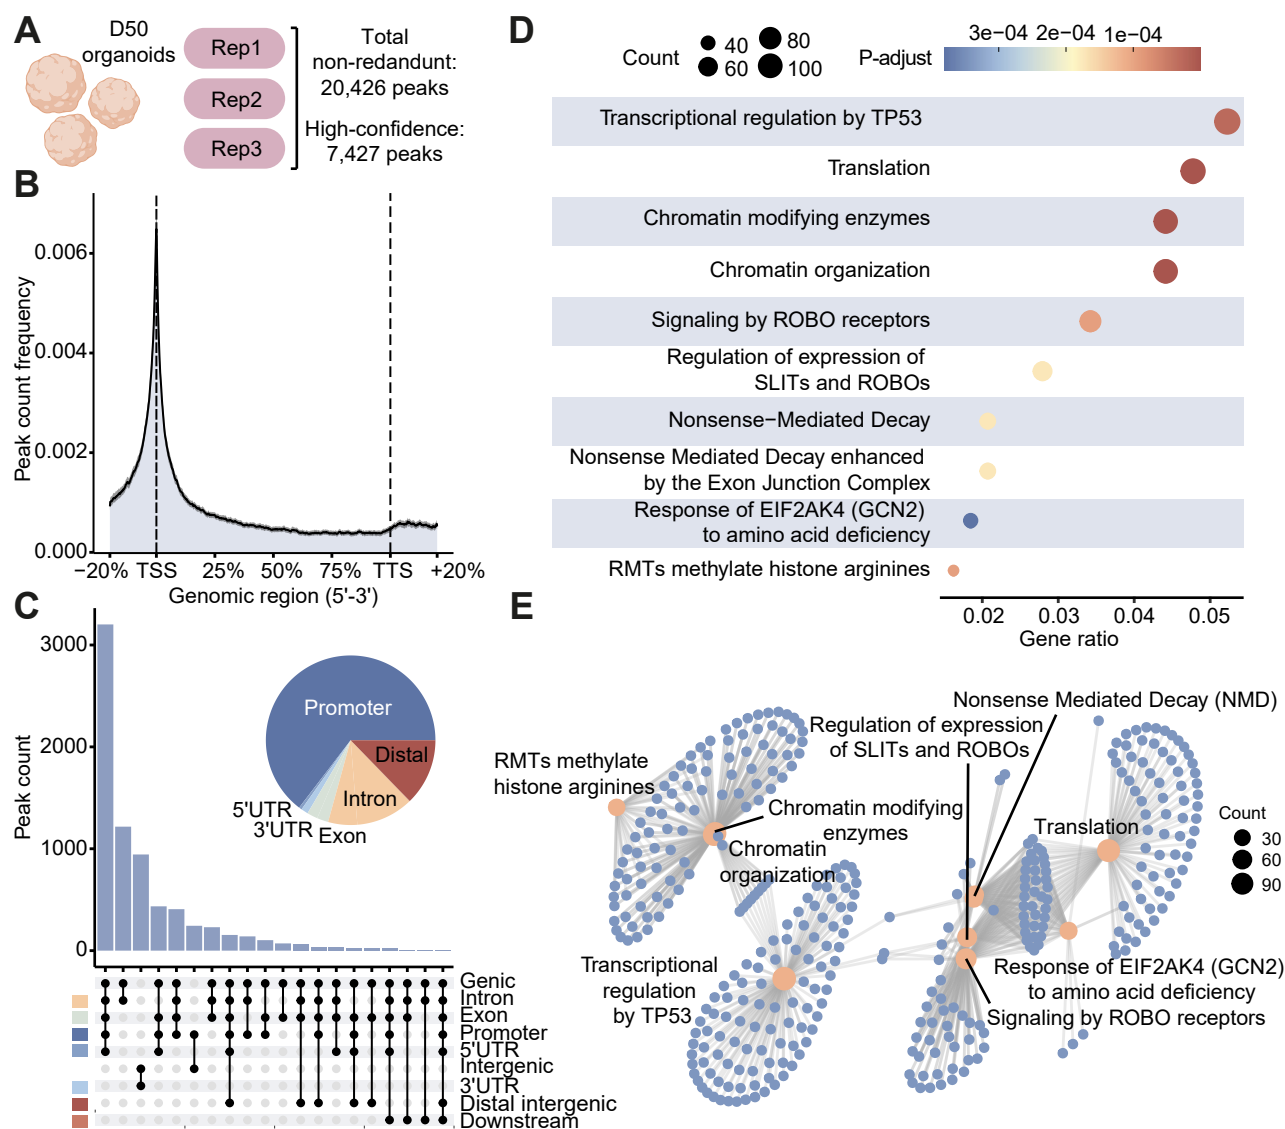 A
D50
organoids
Rep1
Rep2
Rep3
Total
non-redandunt:
20,426 peaks
High-confidence:
7,427 peaks
B
Peak count frequency
0.006
0.004
0.002
0.000
−20% TSS 25% 50% 75% TTS +20%
Genomic region (5'-3')
C
Peak count
3000
2000
1000
0
Promoter
Distal
Intron
5'UTR
3'UTR
Exon
Genic
Intron
Exon
Promoter
5'UTR
Intergenic
3'UTR
Distal intergenic
Downstream
D
Count
40
60
80
100
P-adjust
3e−04 2e−04 1e−04
Transcriptional regulation by TP53
Translation
Chromatin modifying enzymes
Chromatin organization
Signaling by ROBO receptors
Regulation of expression of
SLITs and ROBOs
Nonsense−Mediated Decay
Nonsense Mediated Decay enhanced
by the Exon Junction Complex
Response of EIF2AK4 (GCN2)
to amino acid deficiency
RMTs methylate histone arginines
0.02 0.03 0.04 0.05
Gene ratio
E
Nonsense Mediated Decay (NMD)
Regulation of expression
of SLITs and ROBOs
RMTs methylate
histone arginines
Chromatin modifying
enzymes
Chromatin
organization
Translation
Count
30
60
90
Transcriptional
regulation
by TP53
Response of EIF2AK4 (GCN2)
to amino acid deficiency
Signaling by ROBO receptors